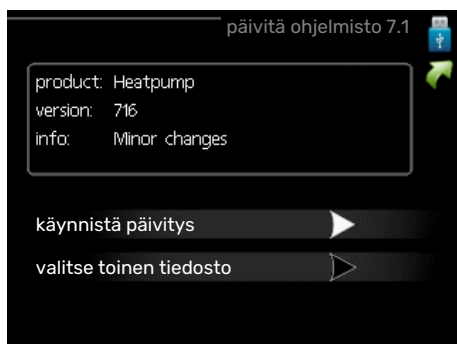 päivitä ohjelmisto 7.1
product: Heatpump
version: 716
info: Minor changes
käynnistä päivitys
valitse toinen tiedosto